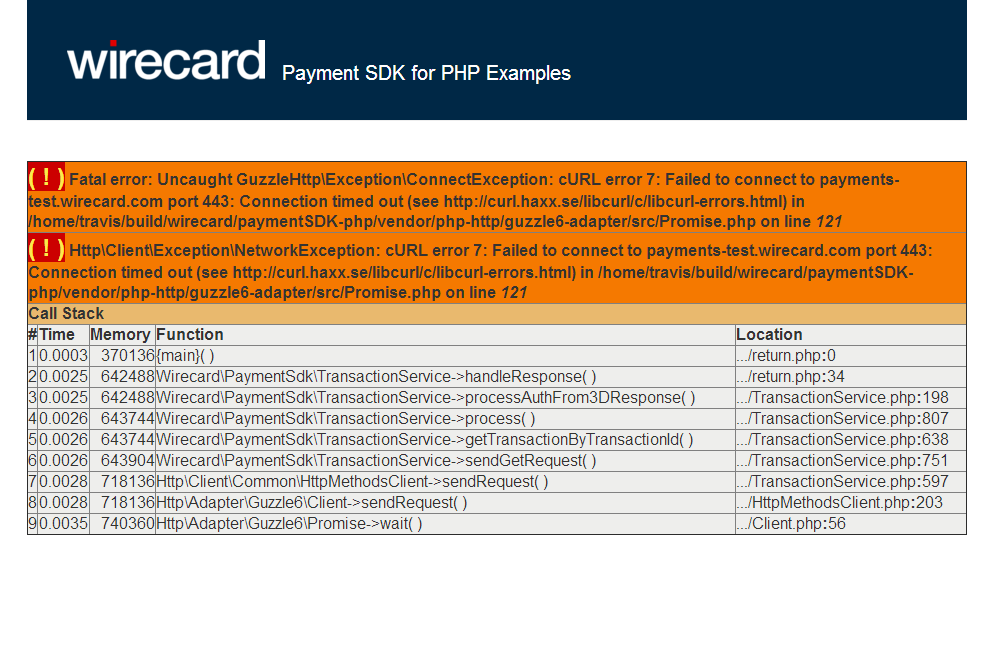 wirecard Payment SDK for PHP Examples
( ! ) Fatal error: Uncaught GuzzleHttp\Exception\ConnectException: cURL error 7: Failed to connect to payments-
test.wirecard.com port 443: Connection timed out (see http://curl.haxx.se/libcurl/c/libcurl-errors.html) in
/home/travis/build/wirecard/paymentSDK-php/vendor/php-http/guzzle6-adapter/src/Promise.php on line 121
( ! ) Http\Client\Exception\NetworkException: cURL error 7: Failed to connect to payments-test.wirecard.com port 443:
Connection timed out (see http://curl.haxx.se/libcurl/c/libcurl-errors.html) in /home/travis/build/wirecard/paymentSDK-
php/vendor/php-http/guzzle6-adapter/src/Promise.php on line 121
Call Stack
# Time Memory Function Location
1 0.0003 370136 {main}( ) .../return.php:0
2 0.0025 642488 Wirecard\PaymentSdk\TransactionService->handleResponse( ) .../return.php:34
3 0.0025 642488 Wirecard\PaymentSdk\TransactionService->processAuthFrom3DResponse( ) .../TransactionService.php:198
4 0.0026 643744 Wirecard\PaymentSdk\TransactionService->process( ) .../TransactionService.php:807
5 0.0026 643744 Wirecard\PaymentSdk\TransactionService->getTransactionByTransactionId( ) .../TransactionService.php:638
6 0.0026 643904 Wirecard\PaymentSdk\TransactionService->sendGetRequest( ) .../TransactionService.php:751
7 0.0028 718136 Http\Client\Common\HttpMethodsClient->sendRequest( ) .../TransactionService.php:597
8 0.0028 718136 Http\Adapter\Guzzle6\Client->sendRequest( ) .../HttpMethodsClient.php:203
9 0.0035 740360 Http\Adapter\Guzzle6\Promise->wait( ) .../Client.php:56